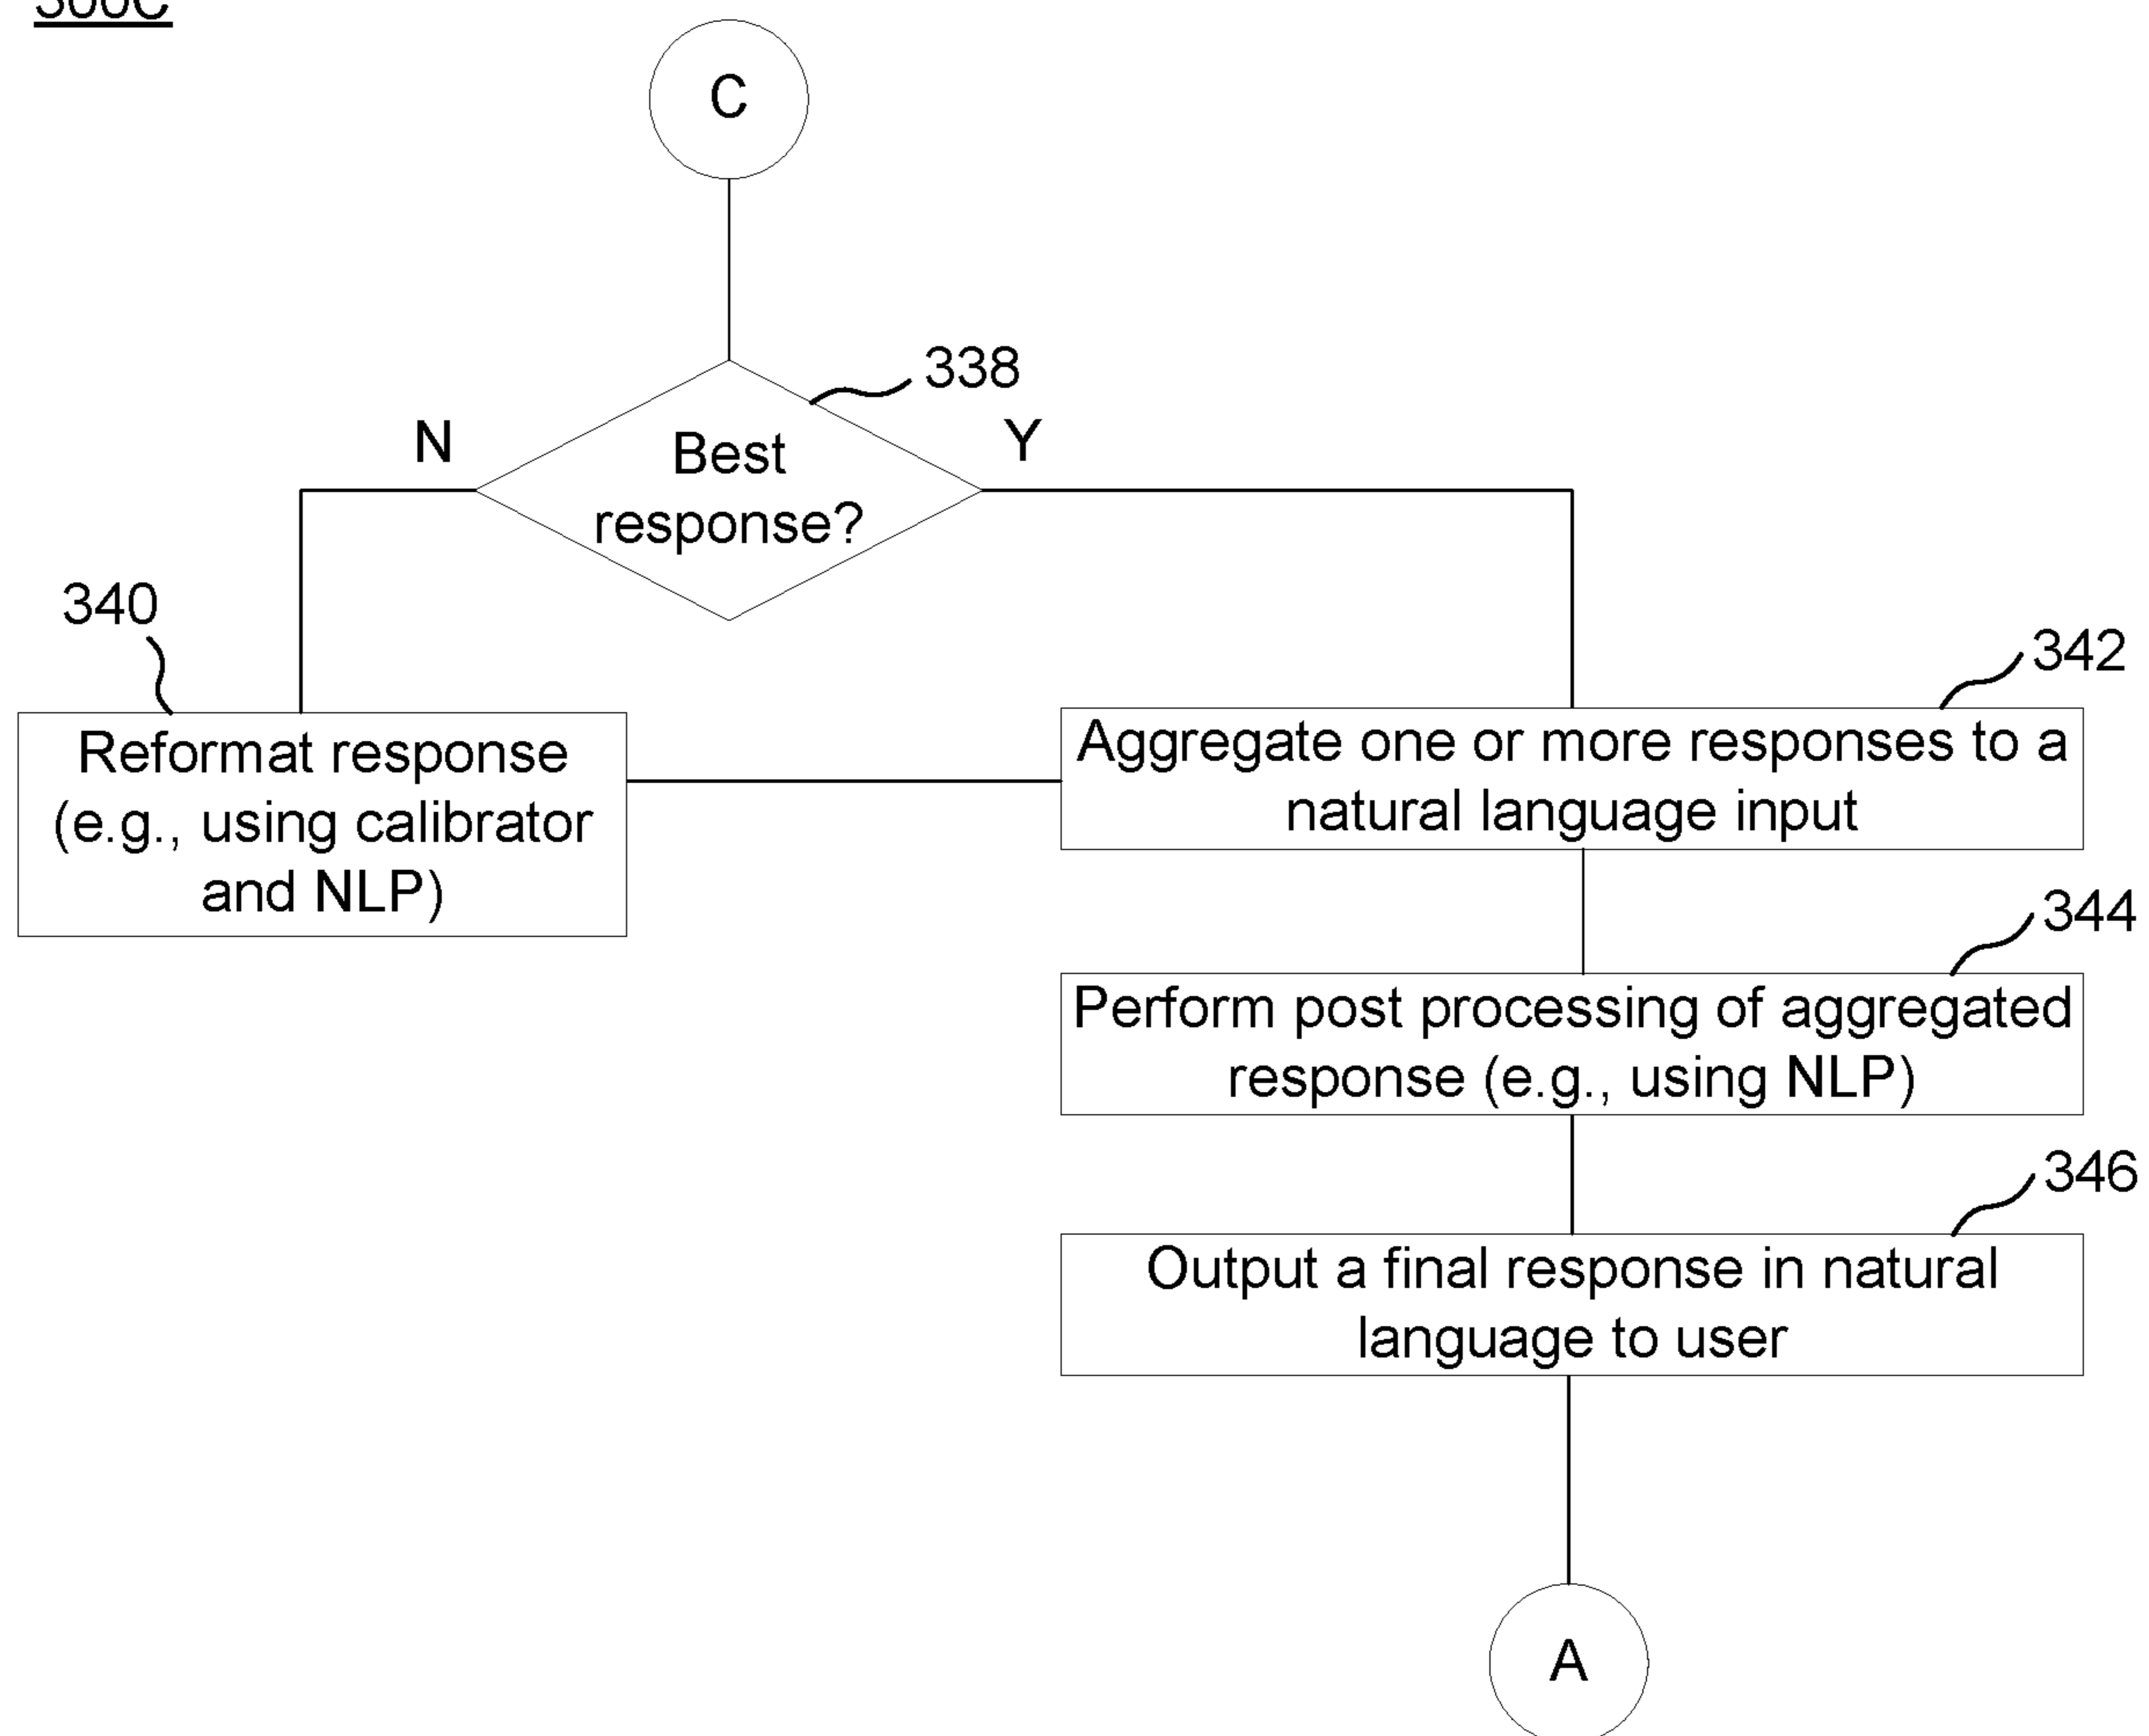 300C
C
338
N
Y
Best
response?
340
342
Reformat response
(e.g., using calibrator
and NLP)
Aggregate one or more responses to a
natural language input
344
Perform post processing of aggregated
response (e.g., using NLP)
346
Output a final response in natural
language to user
A